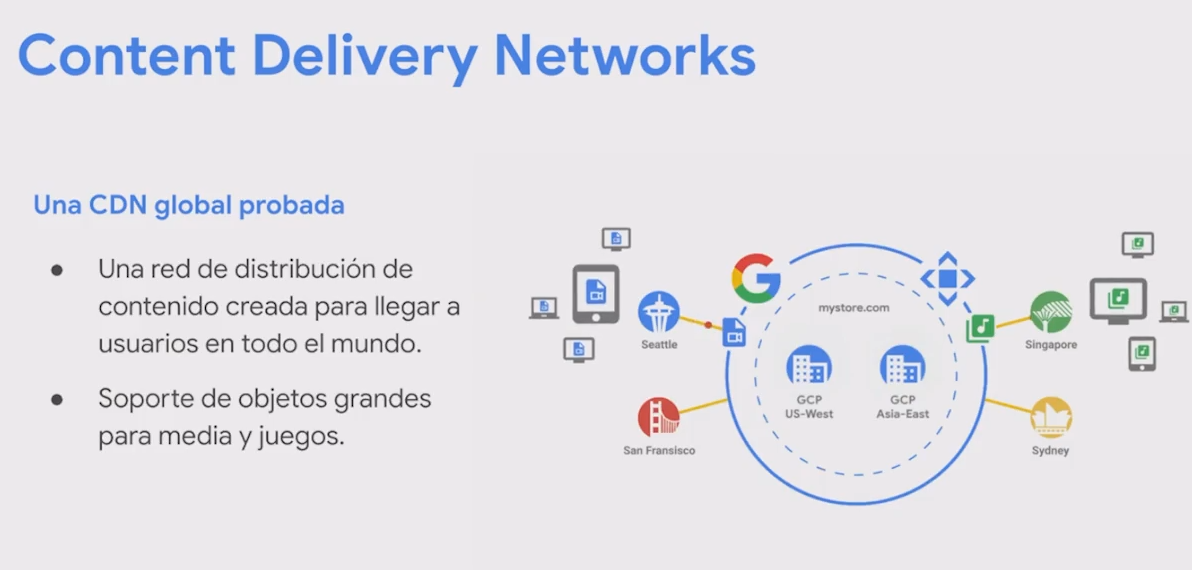 Content Delivery Networks
Una CDN global probada
● Una red de distribución de
contenido creada para llegar a
usuarios en todo el mundo.
● Soporte de objetos grandes
para media y juegos.
mystore.com
Seattle
Singapore
GCP
US-West
GCP
Asia-East
San Fransisco
Sydney